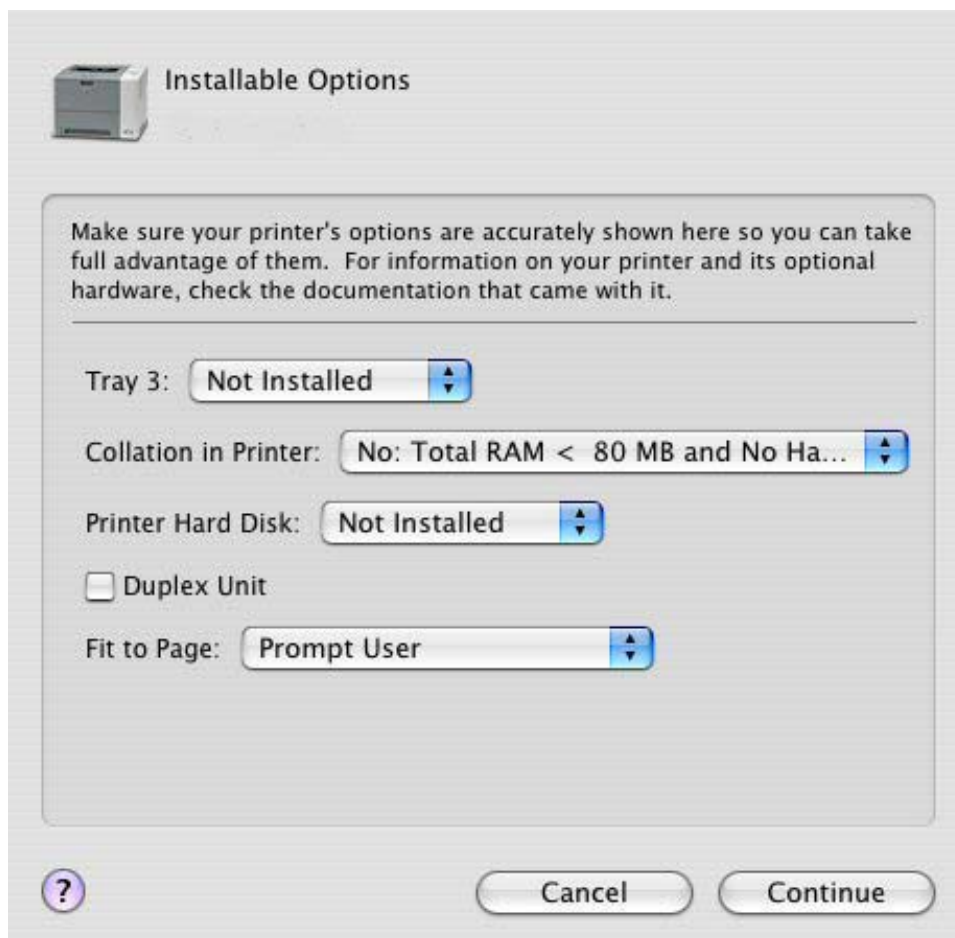 Installable Options
Make sure your printer's options are accurately shown here so you can take
full advantage of them. For information on your printer and its optional
hardware, check the documentation that came with it.
Tray 3: Not Installed
Collation in Printer: No: Total RAM < 80 MB and No Ha...
Printer Hard Disk: Not Installed
Duplex Unit
Fit to Page: Prompt User
? Cancel Continue